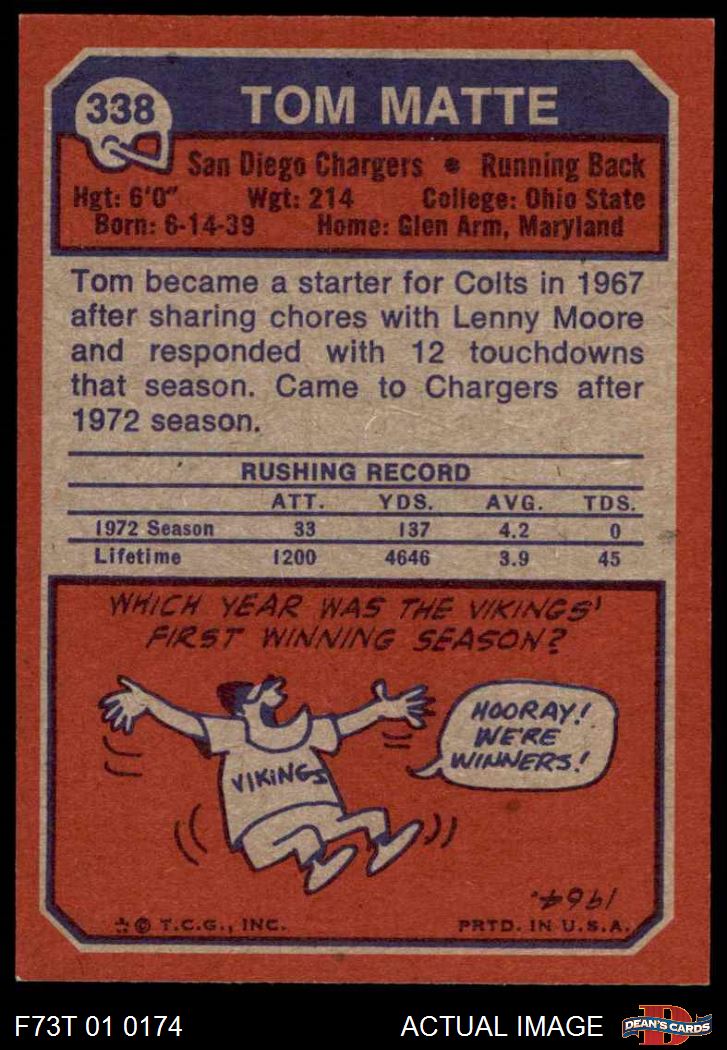 338
TOM MATTE
San Diego Chargers • Running Back
Hgt: 6'0" Wgt: 214 College: Ohio State
Born: 6-14-39 Home: Glen Arm, Maryland
Tom became a starter for Colts in 1967
after sharing chores with Lenny Moore
and responded with 12 touchdowns
that season. Came to Chargers after
1972 season.
RUSHING RECORD
ATT. YDS. AVG. TDS.
1972 Season 33 137 4.2 0
Lifetime 1200 4646 3.9 45
WHICH YEAR WAS THE VIKINGS'
FIRST WINNING SEASON?
HOORAY!
WE'RE
WINNERS!
VIKINGS
1964.
** © T.C.G., INC. PRTD. IN U.S.A.
F73T 01 0174 ACTUAL IMAGE
D
DEAN'S CARDS